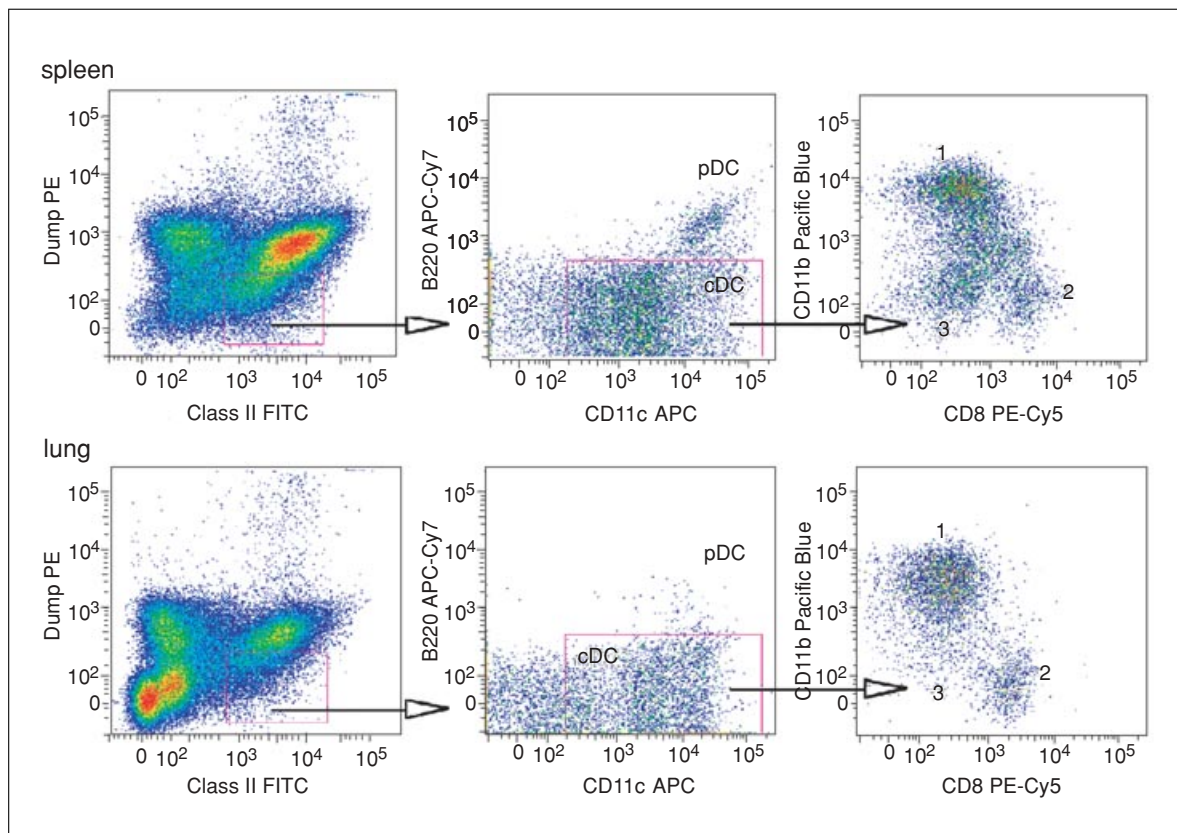 spleen
Dump PE
10⁵
10⁴
10³
10²
0
0 10² 10³ 10⁴ 10⁵
Class II FITC
B220 APC-Cy7
10⁵
10⁴
10³
10²
0
pDC
cDC
0 10² 10³ 10⁴ 10⁵
CD11c APC
CD11b Pacific Blue
10⁵
10⁴
10³
10²
0
1
2
3
0 10² 10³ 10⁴ 10⁵
CD8 PE-Cy5
lung
Dump PE
10⁵
10⁴
10³
10²
0
0 10² 10³ 10⁴ 10⁵
Class II FITC
B220 APC-Cy7
10⁵
10⁴
10³
10²
0
pDC
cDC
0 10² 10³ 10⁴ 10⁵
CD11c APC
CD11b Pacific Blue
10⁵
10⁴
10³
10²
0
1
2
3
0 10² 10³ 10⁴ 10⁵
CD8 PE-Cy5